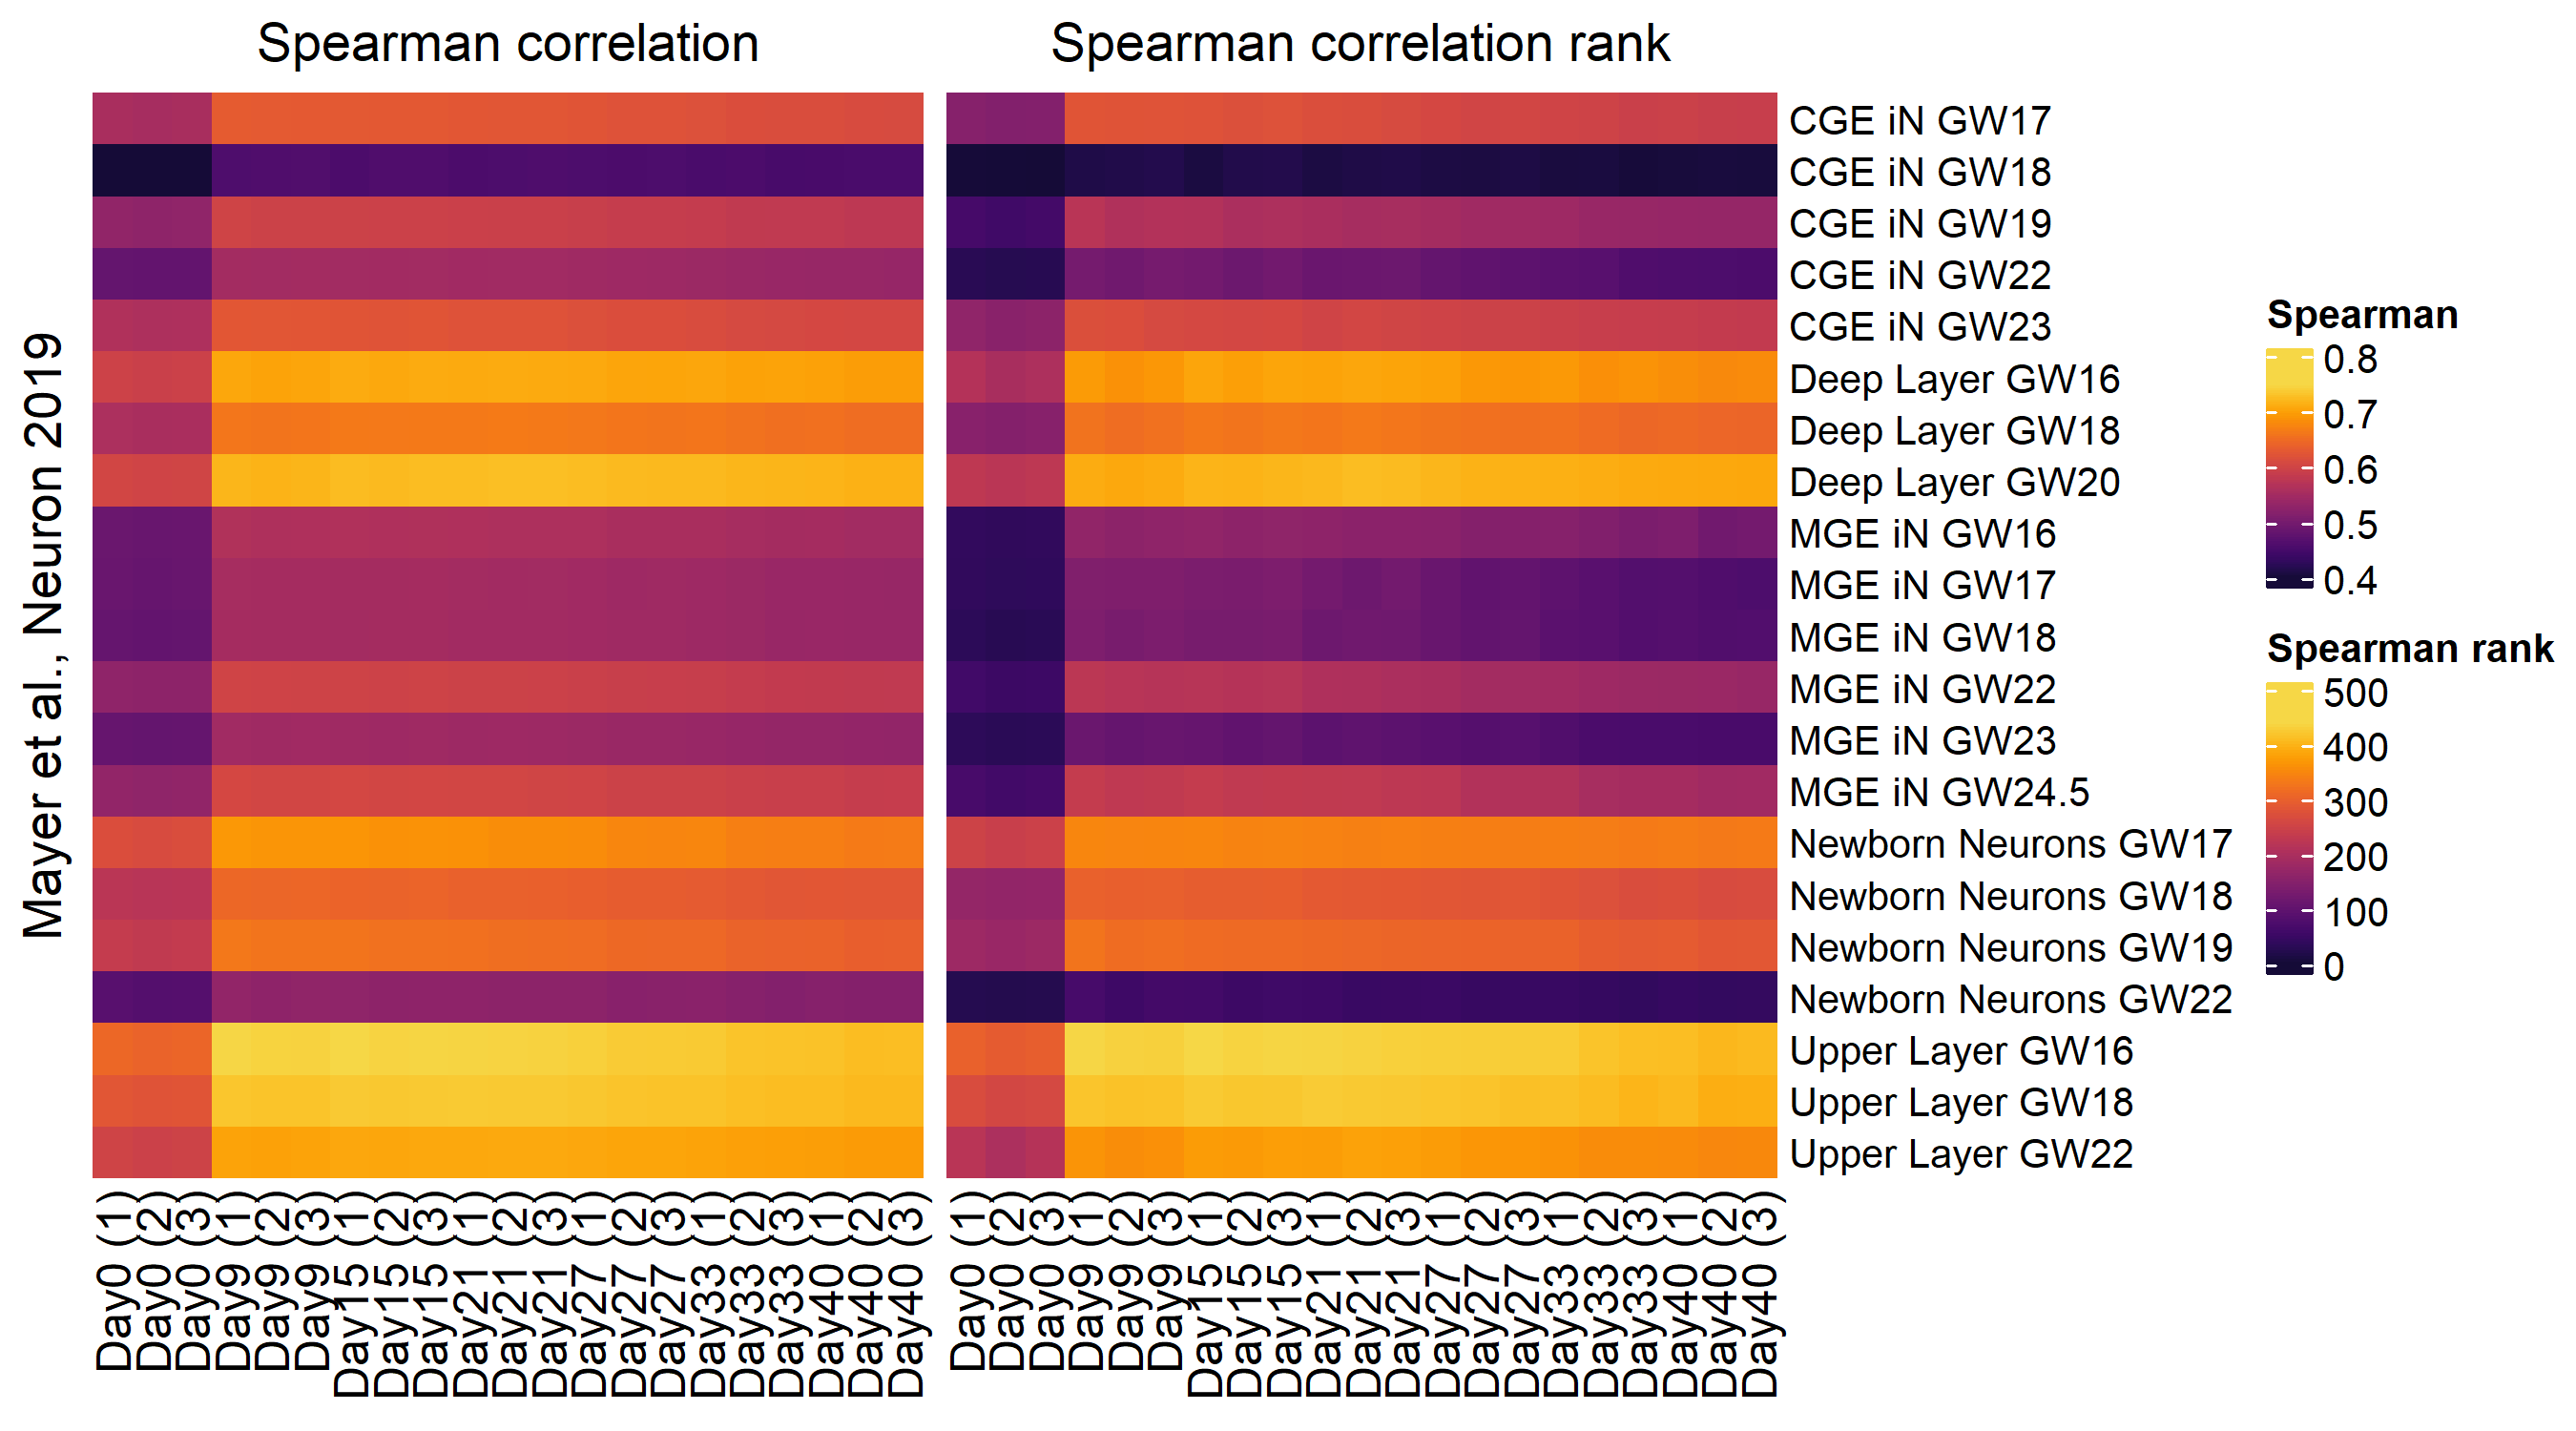 Spearman correlation
Spearman correlation rank
Mayer et al., Neuron 2019
CGE iN GW17
CGE iN GW18
CGE iN GW19
CGE iN GW22
CGE iN GW23
Deep Layer GW16
Deep Layer GW18
Deep Layer GW20
MGE iN GW16
MGE iN GW17
MGE iN GW18
MGE iN GW22
MGE iN GW23
MGE iN GW24.5
Newborn Neurons GW17
Newborn Neurons GW18
Newborn Neurons GW19
Newborn Neurons GW22
Upper Layer GW16
Upper Layer GW18
Upper Layer GW22
Spearman
0.8
0.7
0.6
0.5
0.4
Spearman rank
500
400
300
200
100
0
Day0 (1)
Day0 (2)
Day0 (3)
Day9 (1)
Day9 (2)
Day9 (3)
Day15 (1)
Day15 (2)
Day15 (3)
Day21 (1)
Day21 (2)
Day21 (3)
Day27 (1)
Day27 (2)
Day27 (3)
Day33 (1)
Day33 (2)
Day33 (3)
Day40 (1)
Day40 (2)
Day40 (3)
Day0 (1)
Day0 (2)
Day0 (3)
Day9 (1)
Day9 (2)
Day9 (3)
Day15 (1)
Day15 (2)
Day15 (3)
Day21 (1)
Day21 (2)
Day21 (3)
Day27 (1)
Day27 (2)
Day27 (3)
Day33 (1)
Day33 (2)
Day33 (3)
Day40 (1)
Day40 (2)
Day40 (3)